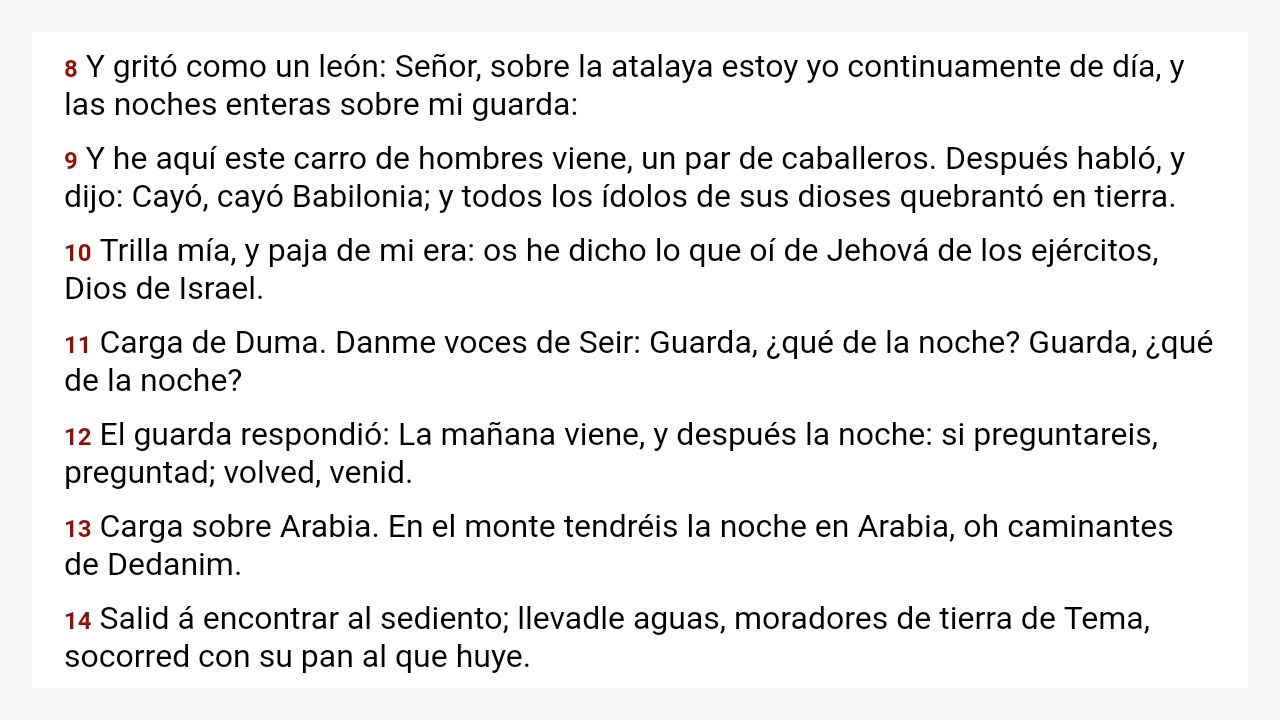 8 Y gritó como un león: Señor, sobre la atalaya estoy yo continuamente de día, y
las noches enteras sobre mi guarda:
9 Y he aquí este carro de hombres viene, un par de caballeros. Después habló, y
dijo: Cayó, cayó Babilonia; y todos los ídolos de sus dioses quebrantó en tierra.
10 Trilla mía, y paja de mi era: os he dicho lo que oí de Jehová de los ejércitos,
Dios de Israel.
11 Carga de Duma. Danme voces de Seir: Guarda, ¿qué de la noche? Guarda, ¿qué
de la noche?
12 El guarda respondió: La mañana viene, y después la noche: si preguntareis,
preguntad; volved, venid.
13 Carga sobre Arabia. En el monte tendréis la noche en Arabia, oh caminantes
de Dedanim.
14 Salid á encontrar al sediento; llevadle aguas, moradores de tierra de Tema,
socorred con su pan al que huye.